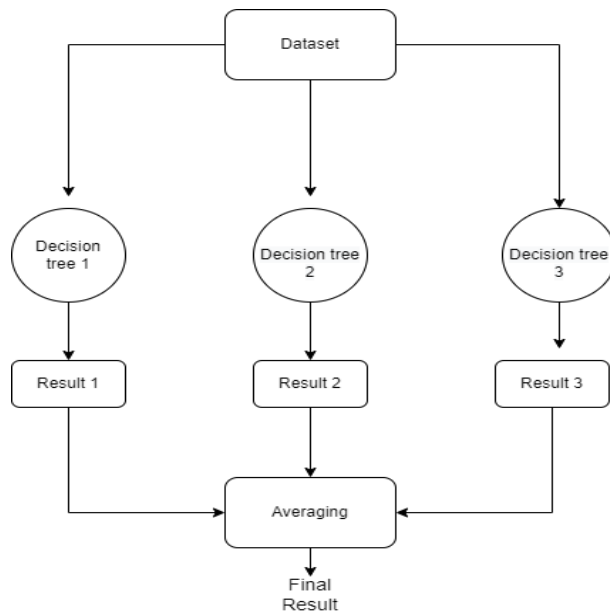 Dataset
Decision
tree 1
Decision tree
2
Decision tree
3
Result 1
Result 2
Result 3
Averaging
Final
Result